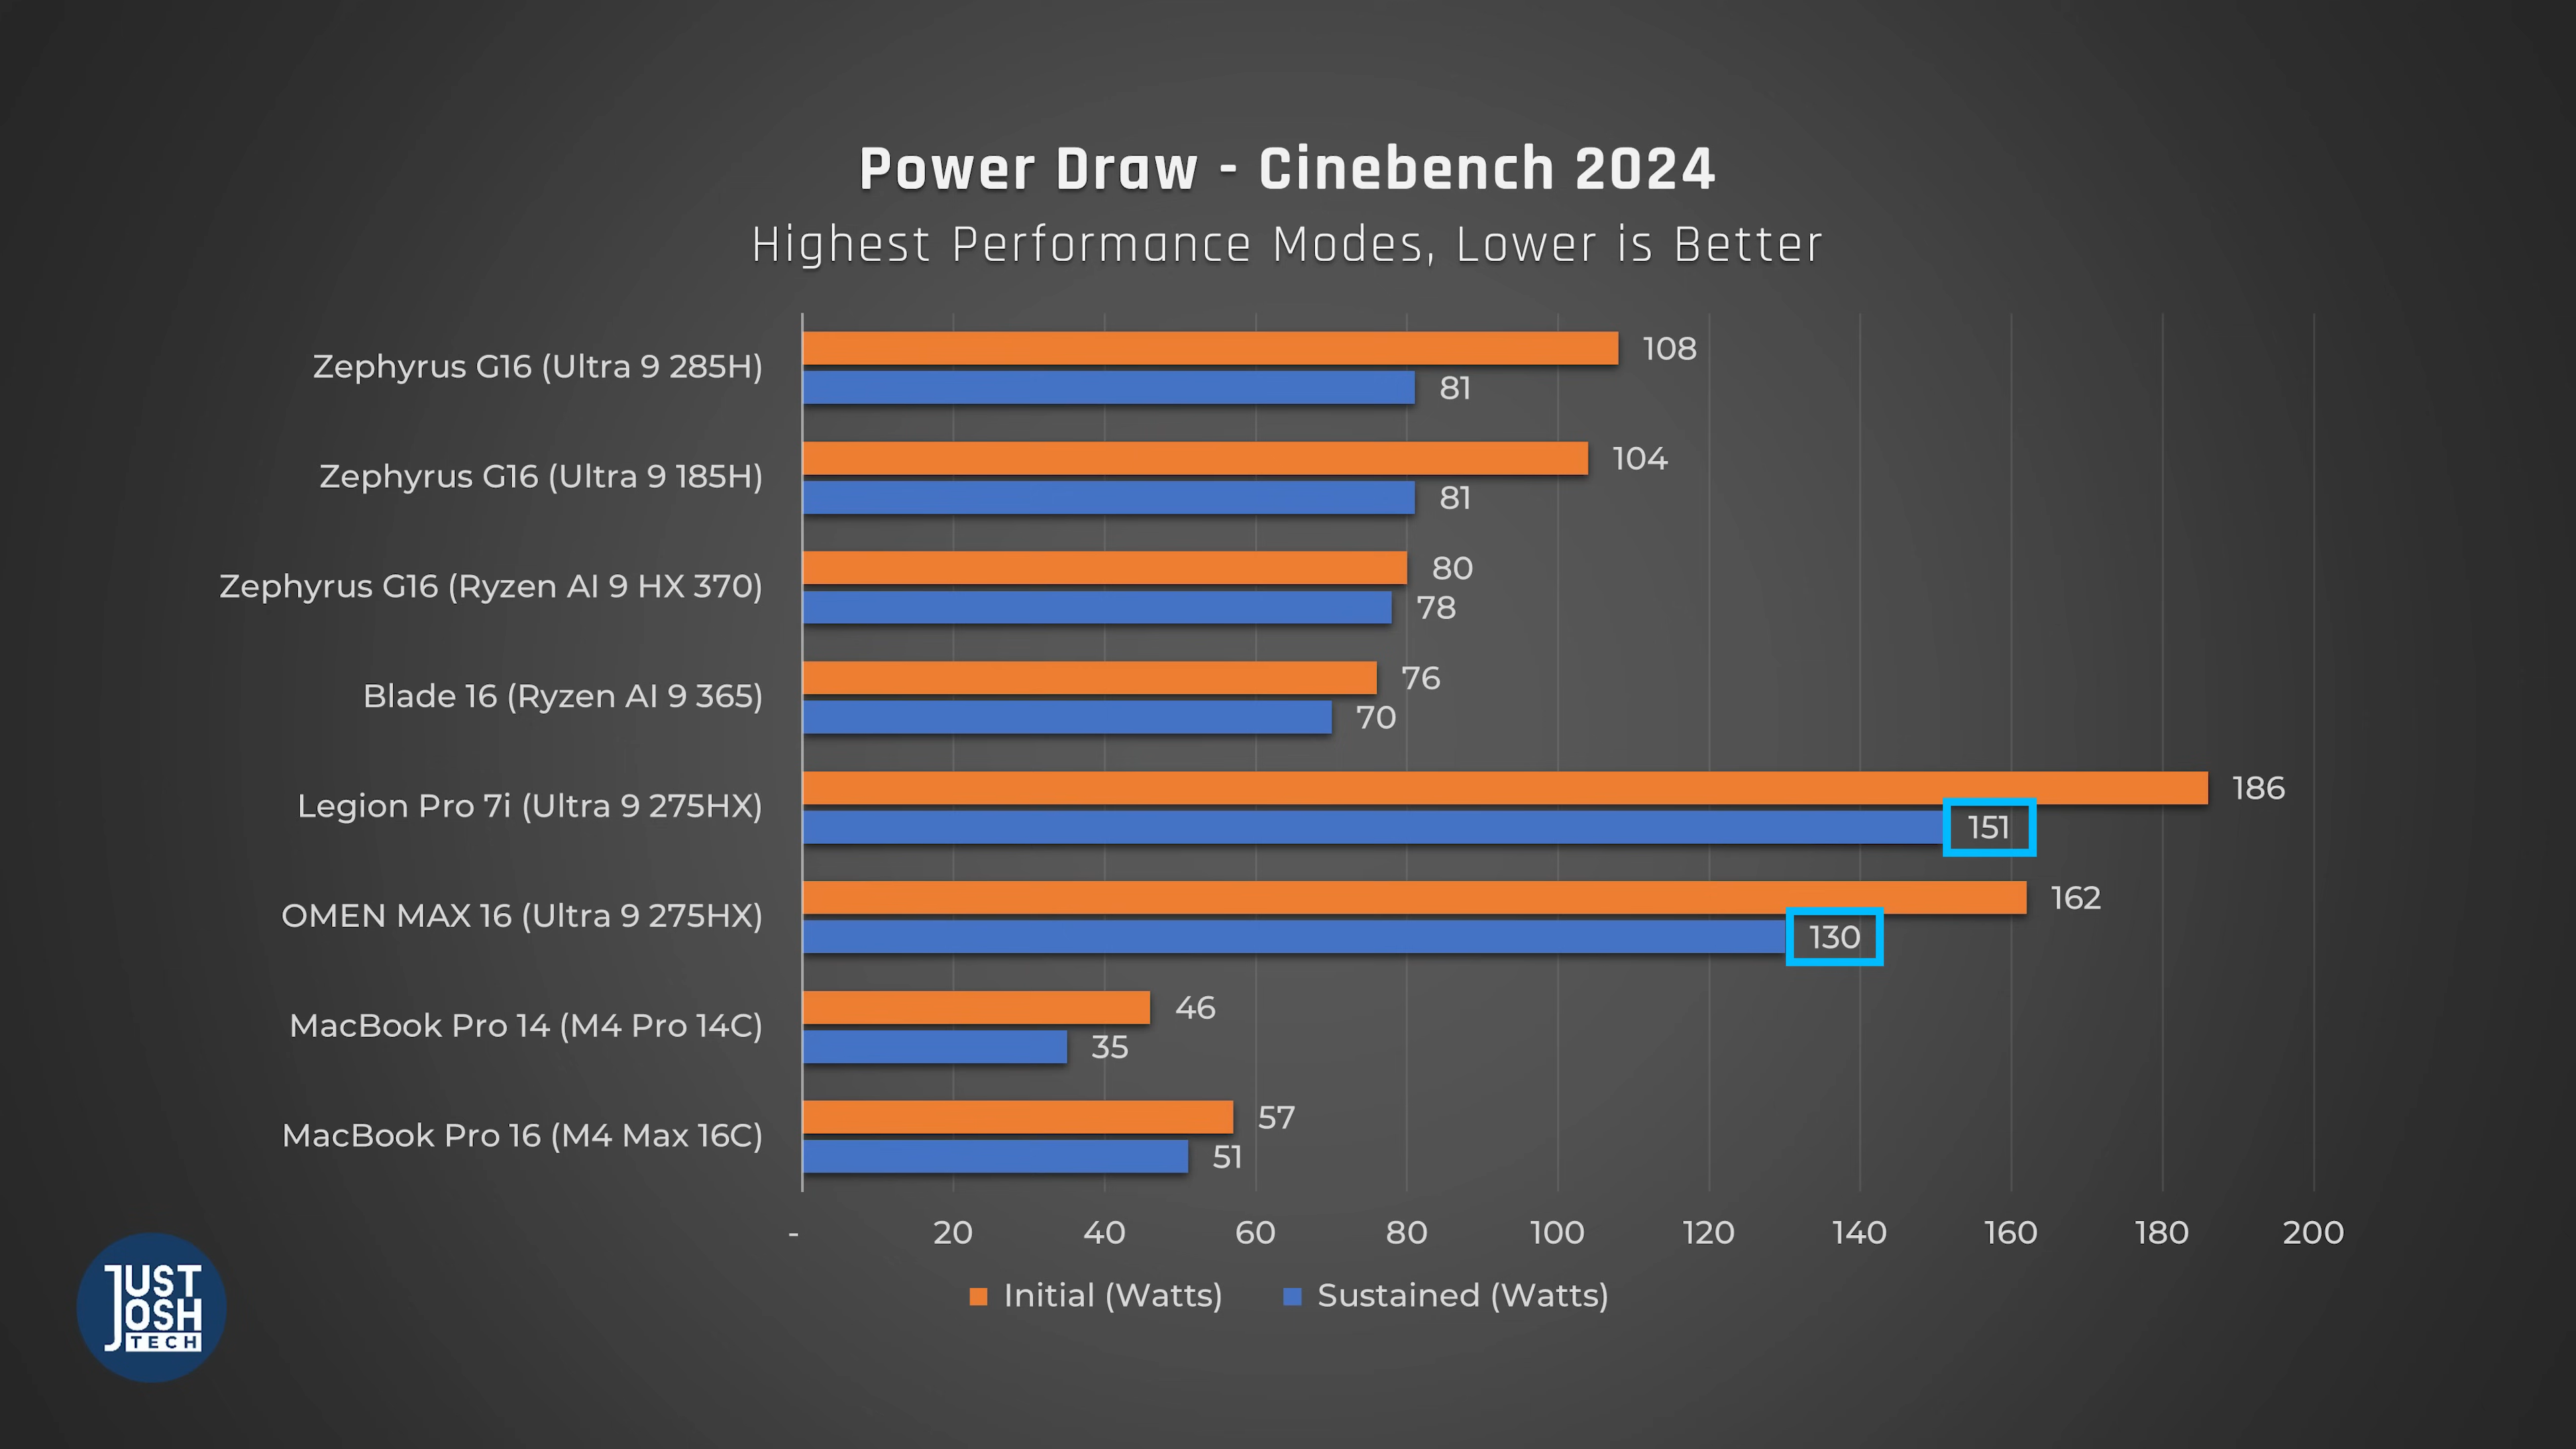 Power Draw - Cinebench 2024
Highest Performance Modes, Lower is Better
Zephyrus G16 (Ultra 9 285H)
108
81
Zephyrus G16 (Ultra 9 185H)
104
81
Zephyrus G16 (Ryzen AI 9 HX 370)
80
78
Blade 16 (Ryzen AI 9 365)
76
70
Legion Pro 7i (Ultra 9 275HX)
186
151
OMEN MAX 16 (Ultra 9 275HX)
162
130
MacBook Pro 14 (M4 Pro 14C)
46
35
MacBook Pro 16 (M4 Max 16C)
57
51
- 20 40 60 80 100 120 140 160 180 200
Initial (Watts) Sustained (Watts)
JUST
JOSH
TECH